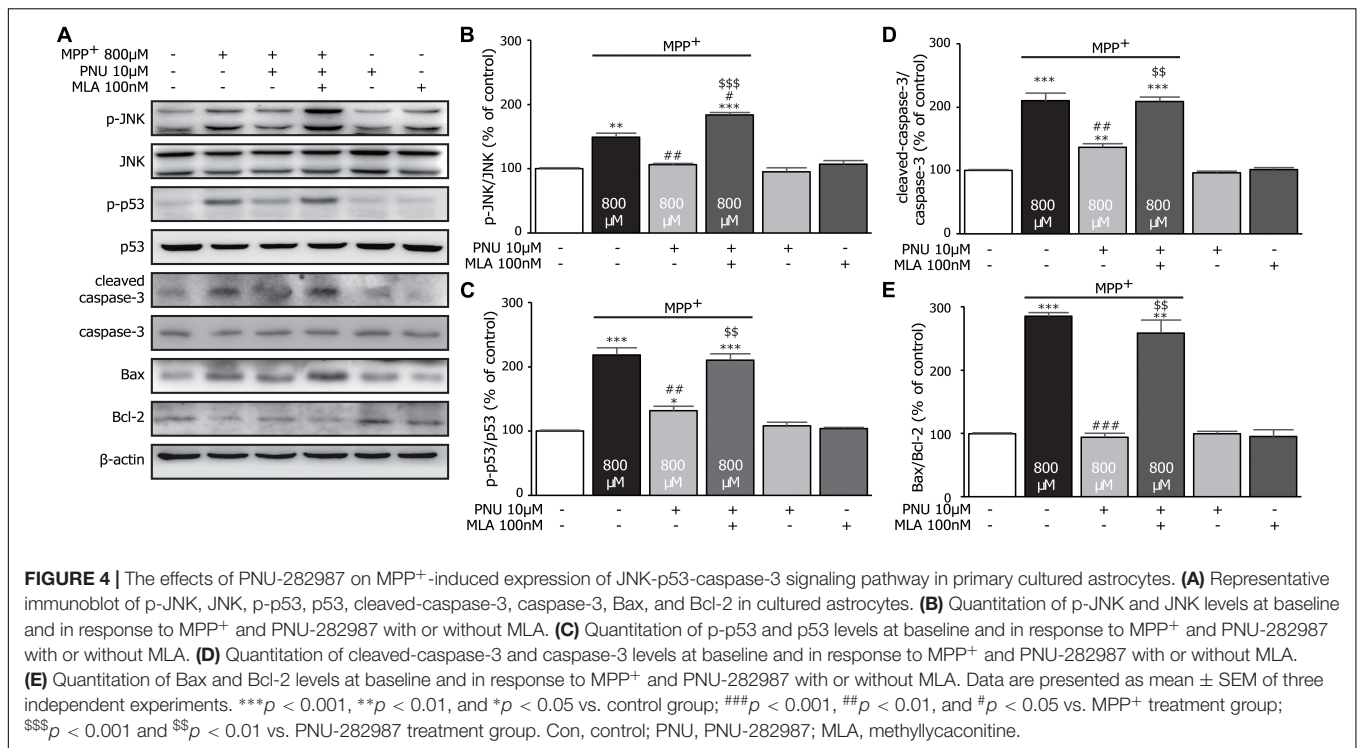 A
MPP+ 800µM - + + + - -
PNU 10µM - - + + + -
MLA 100nM - - - + - +
p-JNK
JNK
p-p53
p53
cleaved
caspase-3
caspase-3
Bax
Bcl-2
β-actin
B
p-JNK/JNK (% of control)
300
200
100
0
MPP+
**
##
$$$
#
***
800
µM
800
µM
800
µM
PNU 10µM - - + + + -
MLA 100nM - - - + - +
C
p-p53/p53 (% of control)
300
200
100
0
MPP+
***
##
*
$$
***
800
µM
800
µM
800
µM
PNU 10µM - - + + + -
MLA 100nM - - - + - +
D
cleaved-caspase-3/
caspase-3 (% of control)
300
200
100
0
MPP+
***
##
**
$$
***
800
µM
800
µM
800
µM
PNU 10µM - - + + + -
MLA 100nM - - - + - +
E
Bax/Bcl-2 (% of control)
300
200
100
0
MPP+
***
###
$$
**
800
µM
800
µM
800
µM
PNU 10µM - - + + + -
MLA 100nM - - - + - +
FIGURE 4 | The effects of PNU-282987 on MPP+-induced expression of JNK-p53-caspase-3 signaling pathway in primary cultured astrocytes. (A) Representative
immunoblot of p-JNK, JNK, p-p53, p53, cleaved-caspase-3, caspase-3, Bax, and Bcl-2 in cultured astrocytes. (B) Quantitation of p-JNK and JNK levels at baseline
and in response to MPP+ and PNU-282987 with or without MLA. (C) Quantitation of p-p53 and p53 levels at baseline and in response to MPP+ and PNU-282987
with or without MLA. (D) Quantitation of cleaved-caspase-3 and caspase-3 levels at baseline and in response to MPP+ and PNU-282987 with or without MLA.
(E) Quantitation of Bax and Bcl-2 levels at baseline and in response to MPP+ and PNU-282987 with or without MLA. Data are presented as mean ± SEM of three
independent experiments. ***p < 0.001, **p < 0.01, and *p < 0.05 vs. control group; ###p < 0.001, ##p < 0.01, and #p < 0.05 vs. MPP+ treatment group;
$$$p < 0.001 and $$p < 0.01 vs. PNU-282987 treatment group. Con, control; PNU, PNU-282987; MLA, methyllycaconitine.